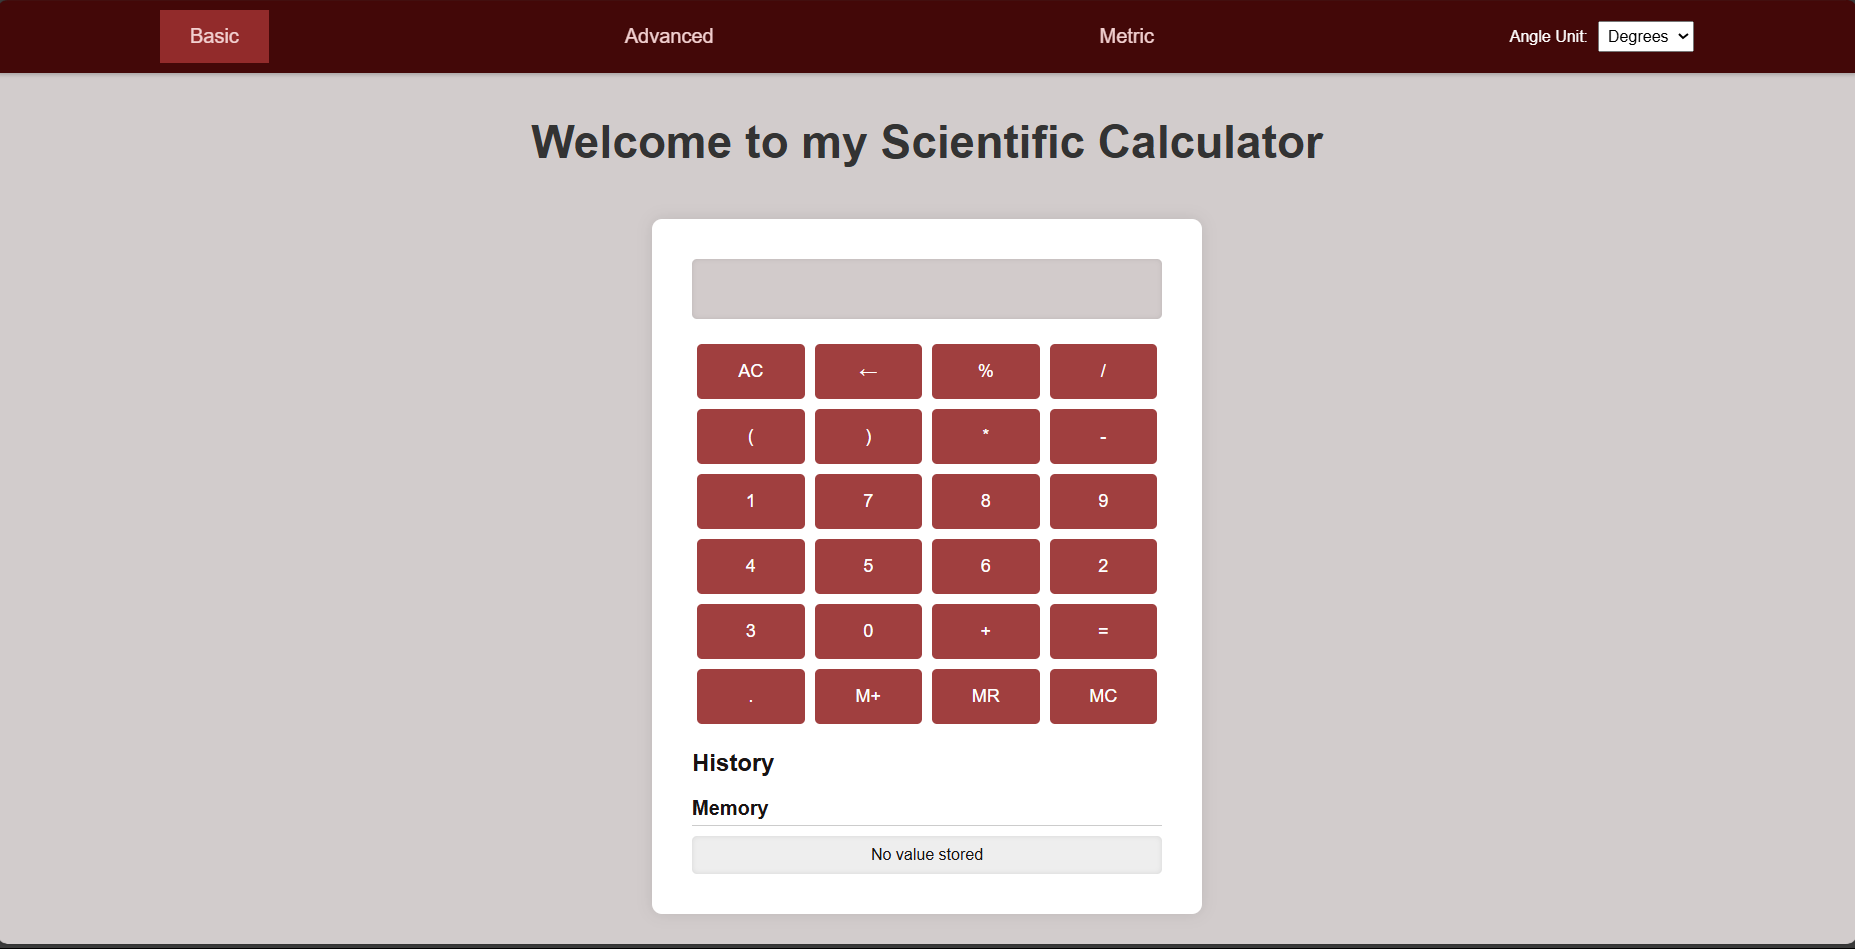 Basic Advanced Metric Angle Unit: Degrees
Welcome to my Scientific Calculator
AC ← % /
( ) * -
1 7 8 9
4 5 6 2
3 0 + =
. M+ MR MC
History
Memory
No value stored